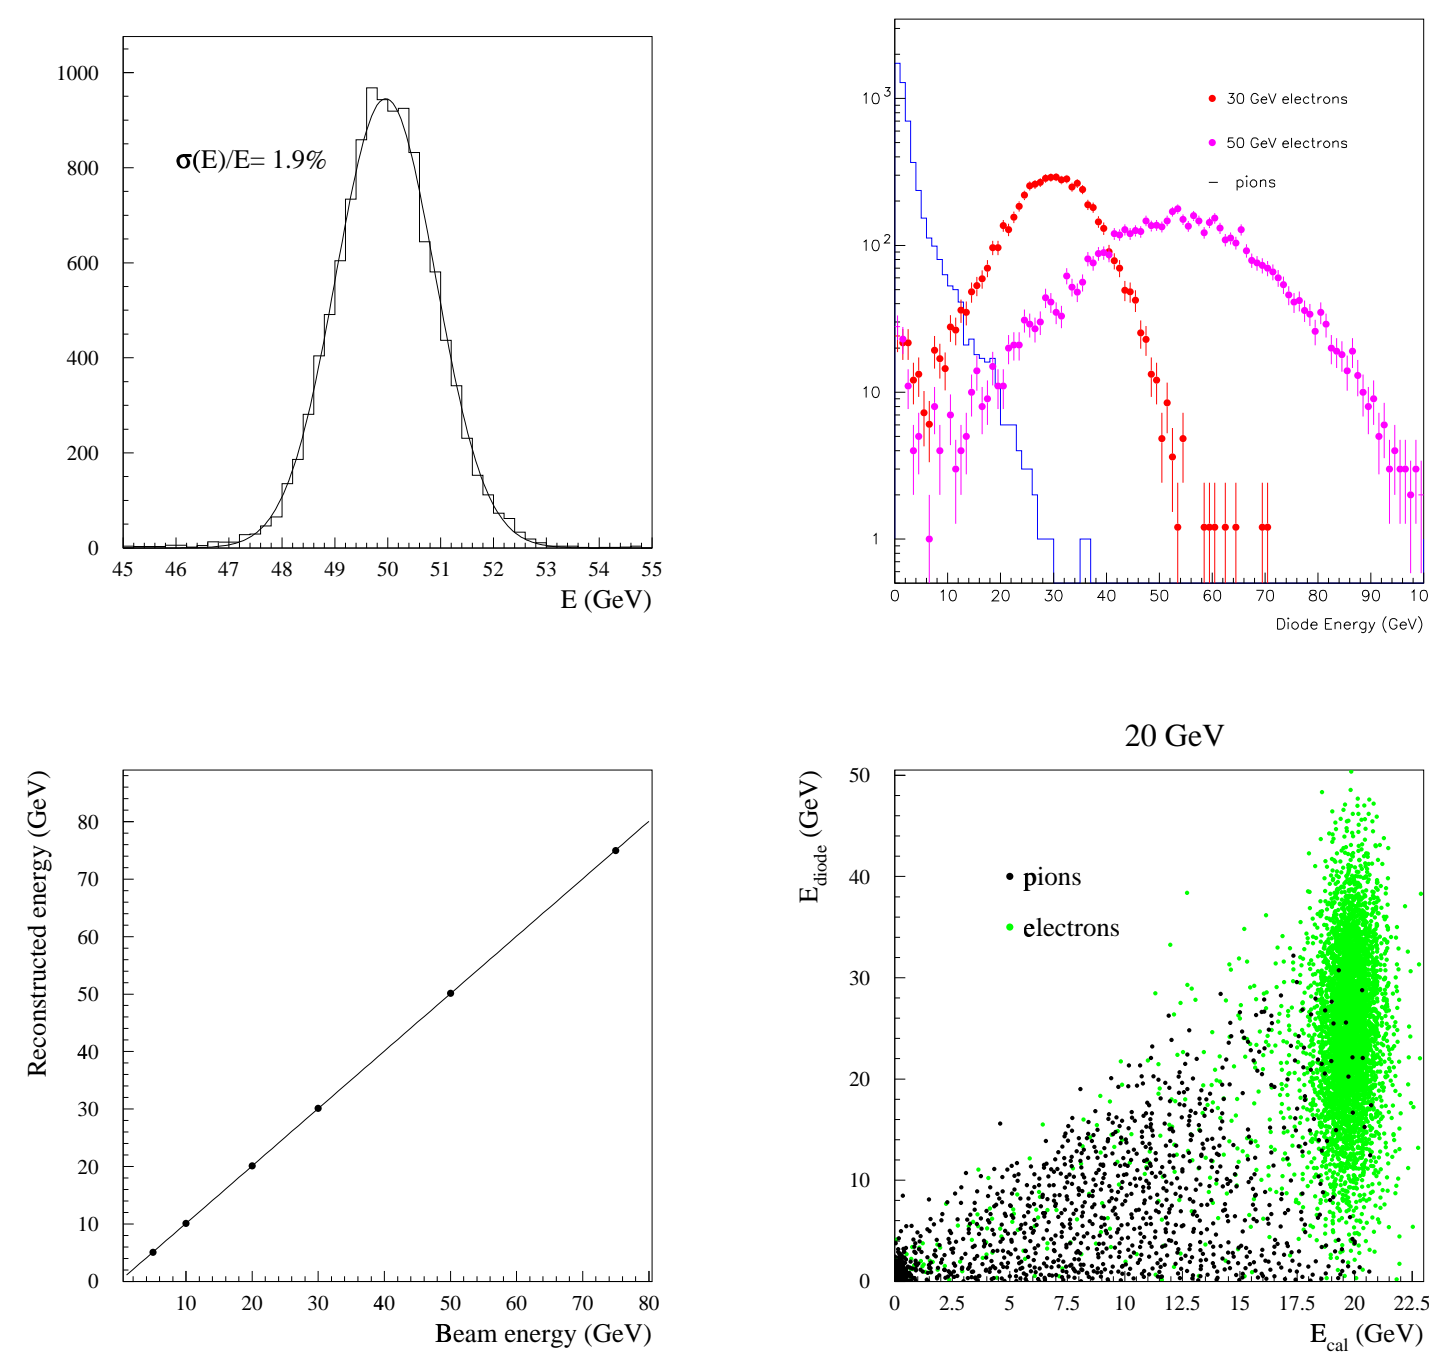 1000
800
600
400
200
0
σ(E)/E= 1.9%
45 46 47 48 49 50 51 52 53 54 55
E (GeV)
10³
10²
10
1
30 GeV electrons
50 GeV electrons
pions
0 10 20 30 40 50 60 70 80 90 10
Diode Energy (GeV)
Reconstructed energy (GeV)
80
70
60
50
40
30
20
10
0
10 20 30 40 50 60 70 80
Beam energy (GeV)
20 GeV
E_diode (GeV)
50
40
30
20
10
0
pions
electrons
0 2.5 5 7.5 10 12.5 15 17.5 20 22.5
E_cal (GeV)